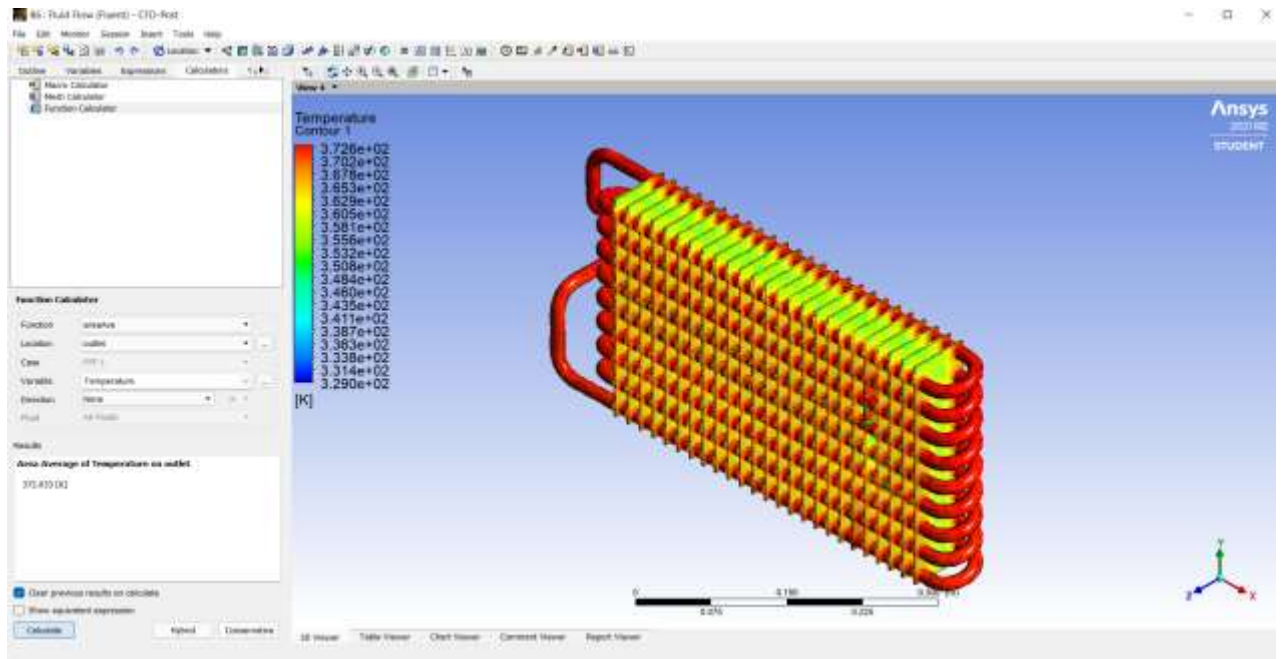 B5 : Fluid Flow (Fluent) - CFD-Post
File Edit Monitor Session Insert Tools Help
Location
Outline Variables Expressions Calculators
Macro Calculator
Mesh Calculator
Function Calculator
Function Calculator
Function
Location outlet
Case
Variable Temperature
Direction None
Fluid All Fluids
Results
Area Average of Temperature on outlet
Clear previous results on calculate
Show equivalent expression
Calculate Hybrid Conservative
View 4
Temperature
Contour 1
3.726e+02
3.702e+02
3.678e+02
3.653e+02
3.629e+02
3.605e+02
3.581e+02
3.556e+02
3.532e+02
3.508e+02
3.484e+02
3.460e+02
3.435e+02
3.411e+02
3.387e+02
3.363e+02
3.338e+02
3.314e+02
3.290e+02
[K]
Ansys
STUDENT
Y
Z X
0 0.150
0.075 0.225
3D Viewer Table Viewer Chart Viewer Comment Viewer Report Viewer